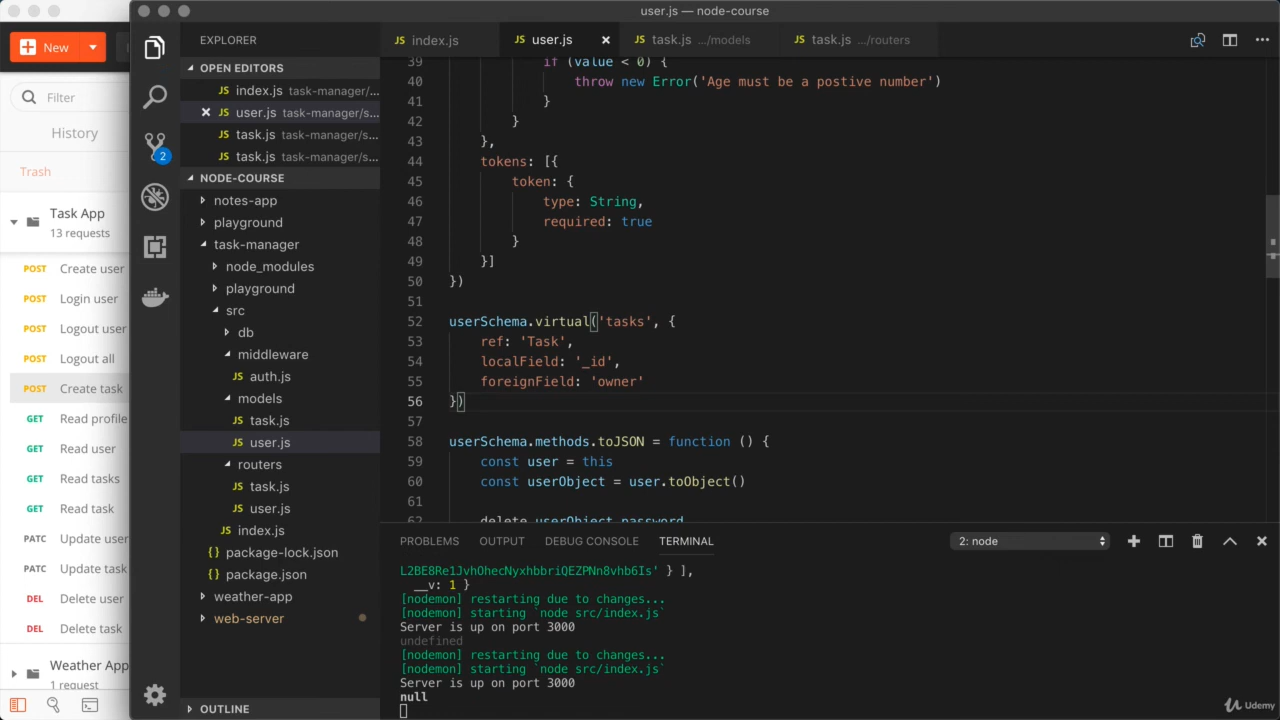 user.js — node-course
New
Filter
History
Trash
Task App
13 requests
POST Create user
POST Login user
POST Logout user
POST Logout all
POST Create task
GET Read profile
GET Read user
GET Read tasks
GET Read task
PATC Update user
PATC Update task
DEL Delete user
DEL Delete task
Weather App
1 request
EXPLORER
OPEN EDITORS
JS index.js task-manager/...
JS user.js task-manager/s...
JS task.js task-manager/s...
JS task.js task-manager/s...
NODE-COURSE
notes-app
playground
task-manager
node_modules
playground
src
db
middleware
JS auth.js
models
JS task.js
JS user.js
routers
JS task.js
JS user.js
JS index.js
{} package-lock.json
{} package.json
weather-app
web-server
OUTLINE
2
JS index.js
JS user.js
JS task.js .../models
JS task.js .../routers
39 if (value < 0) {
40 throw new Error('Age must be a postive number')
41 }
42 }
43 },
44 tokens: [{
45 token: {
46 type: String,
47 required: true
48 }
49 }]
50 })
51
52 userSchema.virtual('tasks', {
53 ref: 'Task',
54 localField: '_id',
55 foreignField: 'owner'
56 })
57
58 userSchema.methods.toJSON = function () {
59 const user = this
60 const userObject = user.toObject()
61
62 delete userObject.password
PROBLEMS OUTPUT DEBUG CONSOLE TERMINAL 2: node
L2BE8Re1JvhOhecNyxhbbriQEZPNn8vhb6Is' } ],
__v: 1 }
[nodemon] restarting due to changes...
[nodemon] starting `node src/index.js`
Server is up on port 3000
undefined
[nodemon] restarting due to changes...
[nodemon] starting `node src/index.js`
Server is up on port 3000
null
Udemy